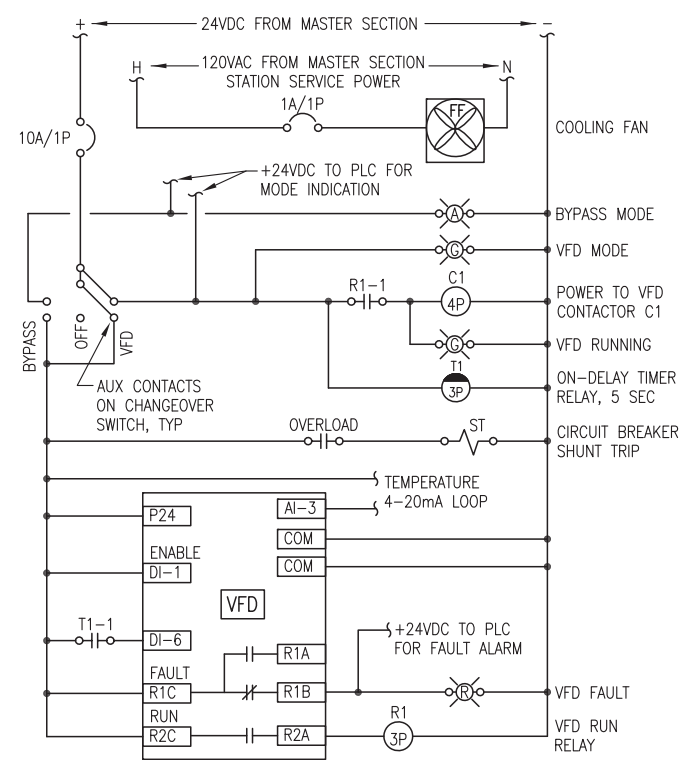 + 24VDC FROM MASTER SECTION −
H 120VAC FROM MASTER SECTION N
STATION SERVICE POWER
1A/1P
FF
10A/1P
COOLING FAN
+24VDC TO PLC FOR
MODE INDICATION
A
BYPASS MODE
G
VFD MODE
R1-1
C1
4P
POWER TO VFD
CONTACTOR C1
BYPASS
OFF
VFD
G
VFD RUNNING
T1
3P
ON-DELAY TIMER
RELAY, 5 SEC
AUX CONTACTS
ON CHANGEOVER
SWITCH, TYP
OVERLOAD
ST
CIRCUIT BREAKER
SHUNT TRIP
TEMPERATURE
4-20mA LOOP
P24
AI-3
COM
ENABLE
DI-1
COM
VFD
T1-1
DI-6
R1A
+24VDC TO PLC
FOR FAULT ALARM
FAULT
R1C
R1B
R
VFD FAULT
RUN
R2C
R2A
R1
3P
VFD RUN
RELAY